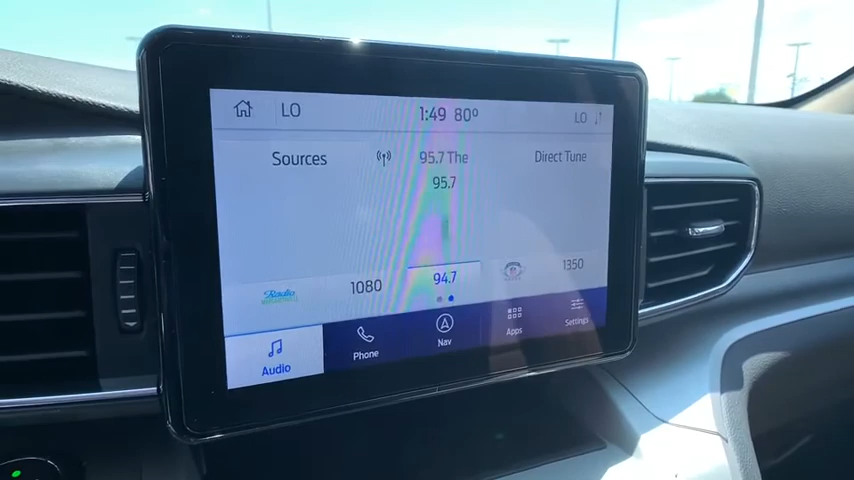 LO 1:49 80° LO
Sources 95.7 The Direct Tune
95.7
Radio
1080 94.7 1350
Audio Phone Nav Apps Settings